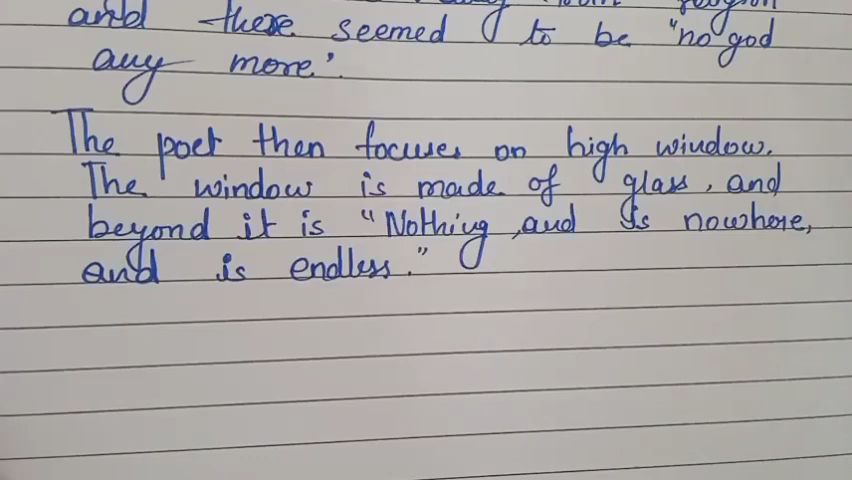 and there seemed to be "no god
any more".
The poet then focuses on high window.
The window is made of glass, and
beyond it is "Nothing, and is nowhere,
and is endless."